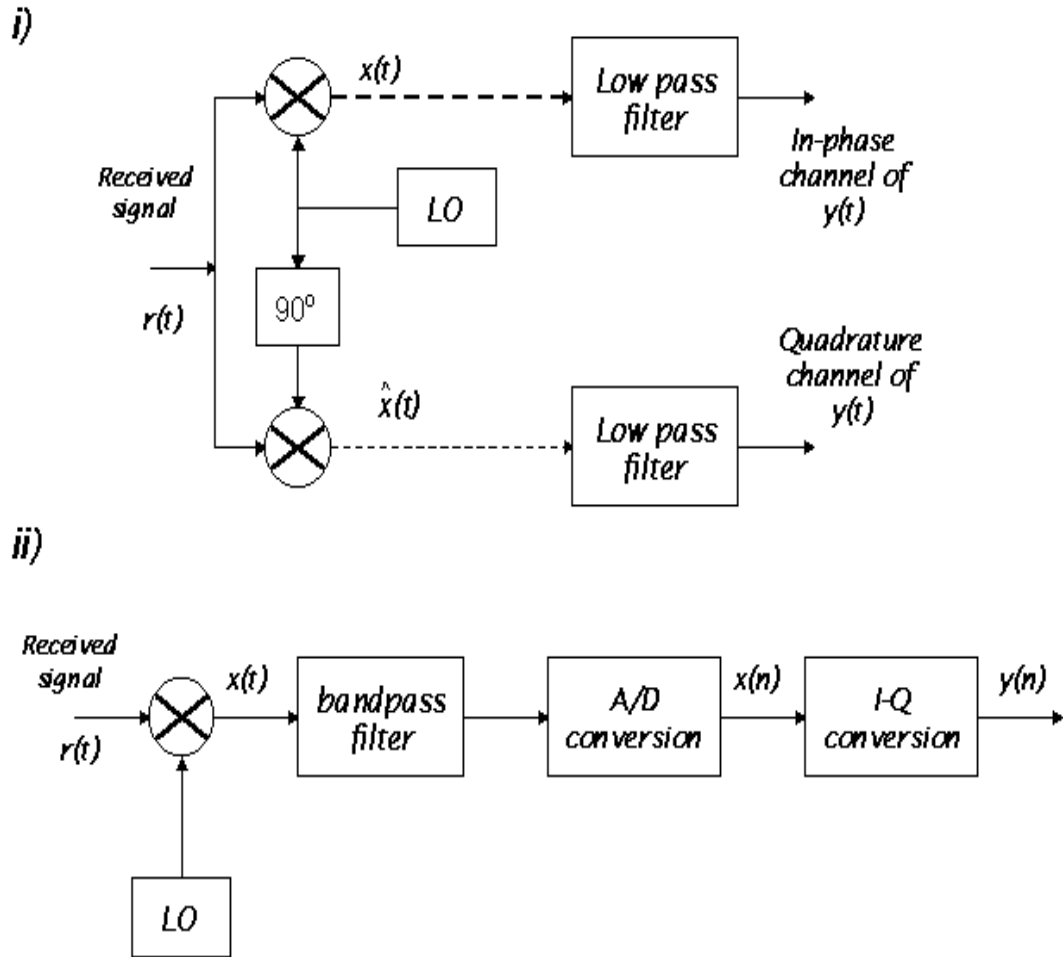 i)
x(t)
Low pass
filter
In-phase
channel of
y(t)
Received
signal
LO
r(t)
90º
Quadrature
channel of
y(t)
x̂(t)
Low pass
filter
ii)
Received
signal
r(t)
x(t)
bandpass
filter
A/D
conversion
x(n)
I-Q
conversion
y(n)
LO